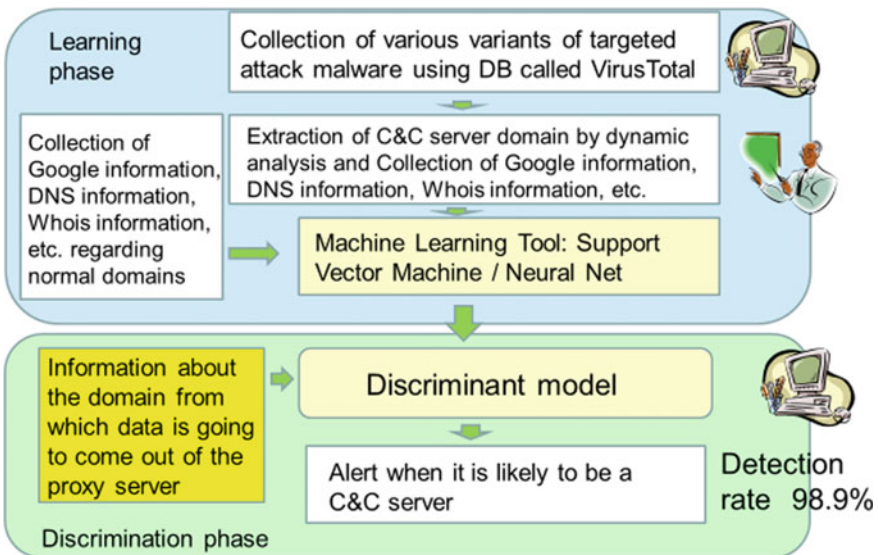 Learning
phase
Collection of various variants of targeted
attack malware using DB called VirusTotal
Collection of
Google information,
DNS information,
Whois information,
etc. regarding
normal domains
Extraction of C&C server domain by dynamic
analysis and Collection of Google information,
DNS information, Whois information, etc.
Machine Learning Tool: Support
Vector Machine / Neural Net
Information about
the domain from
which data is going
to come out of the
proxy server
Discriminant model
Alert when it is likely to be a
C&C server
Detection
rate 98.9%
Discrimination phase